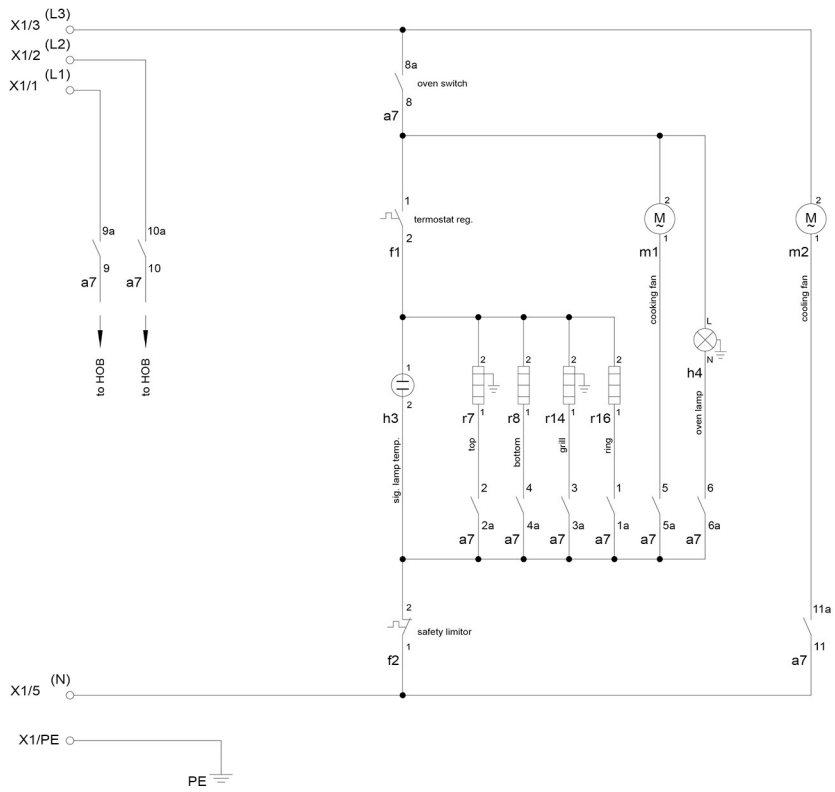 X1/3 (L3)
X1/2 (L2)
X1/1 (L1)
8a
oven switch
8
a7
1
termostat reg.
2
f1
9a
9
a7
10a
10
a7
to HOB
to HOB
2
M
~
1
m1
cooking fan
2
M
~
1
m2
cooling fan
L
N
h4
oven lamp
1
2
h3
sig. lamp temp.
2
1
r7
top
2
1
r8
bottom
2
1
r14
grill
2
1
r16
ring
2
2a
a7
4
4a
a7
3
3a
a7
1
1a
a7
5
5a
a7
6
6a
a7
2
safety limitor
1
f2
11a
11
a7
X1/5 (N)
X1/PE
PE